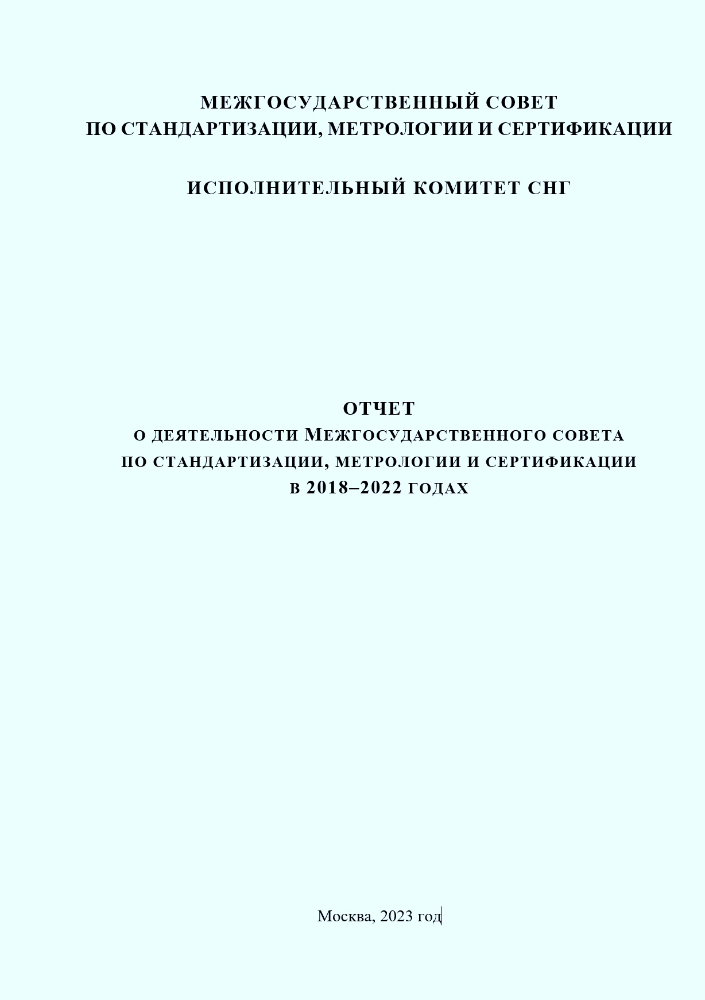 МЕЖГОСУДАРСТВЕННЫЙ СОВЕТ
ПО СТАНДАРТИЗАЦИИ, МЕТРОЛОГИИ И СЕРТИФИКАЦИИ
ИСПОЛНИТЕЛЬНЫЙ КОМИТЕТ СНГ
ОТЧЕТ
О ДЕЯТЕЛЬНОСТИ МЕЖГОСУДАРСТВЕННОГО СОВЕТА
ПО СТАНДАРТИЗАЦИИ, МЕТРОЛОГИИ И СЕРТИФИКАЦИИ
В 2018–2022 ГОДАХ
Москва, 2023 год